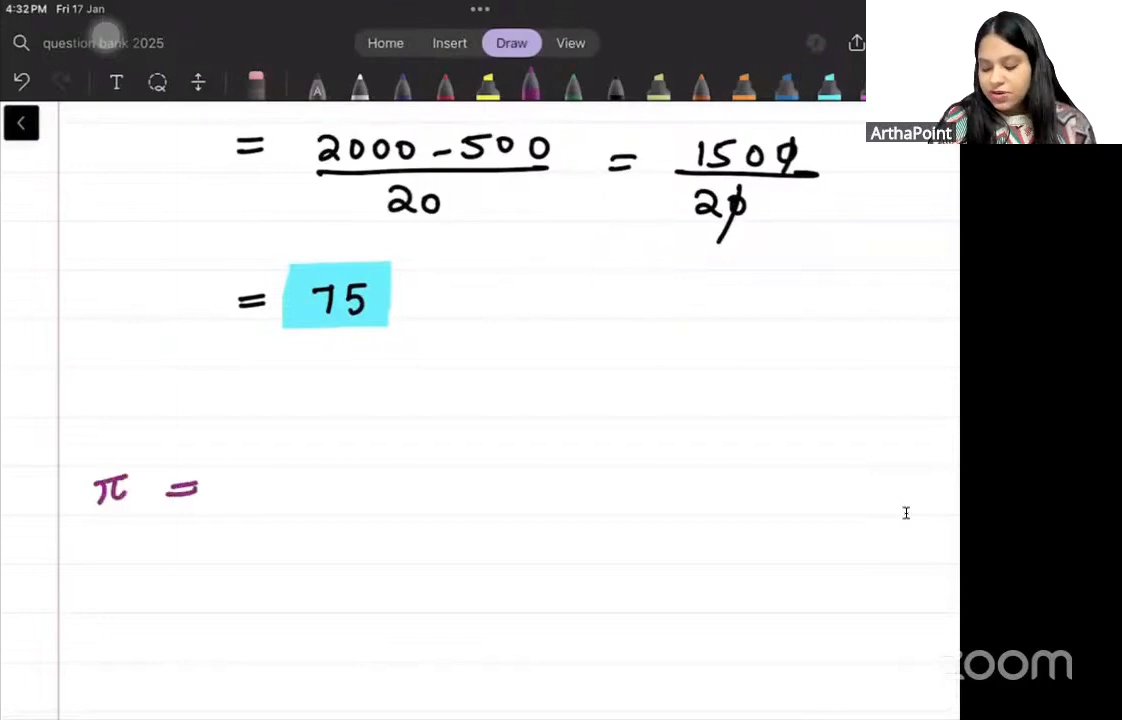 4:32 PM Fri 17 Jan
question bank 2025
Home Insert Draw View
T
A
ArthaPoint
= 2000 - 500 / 20 = 1500 / 20
= 75
π =
zoom